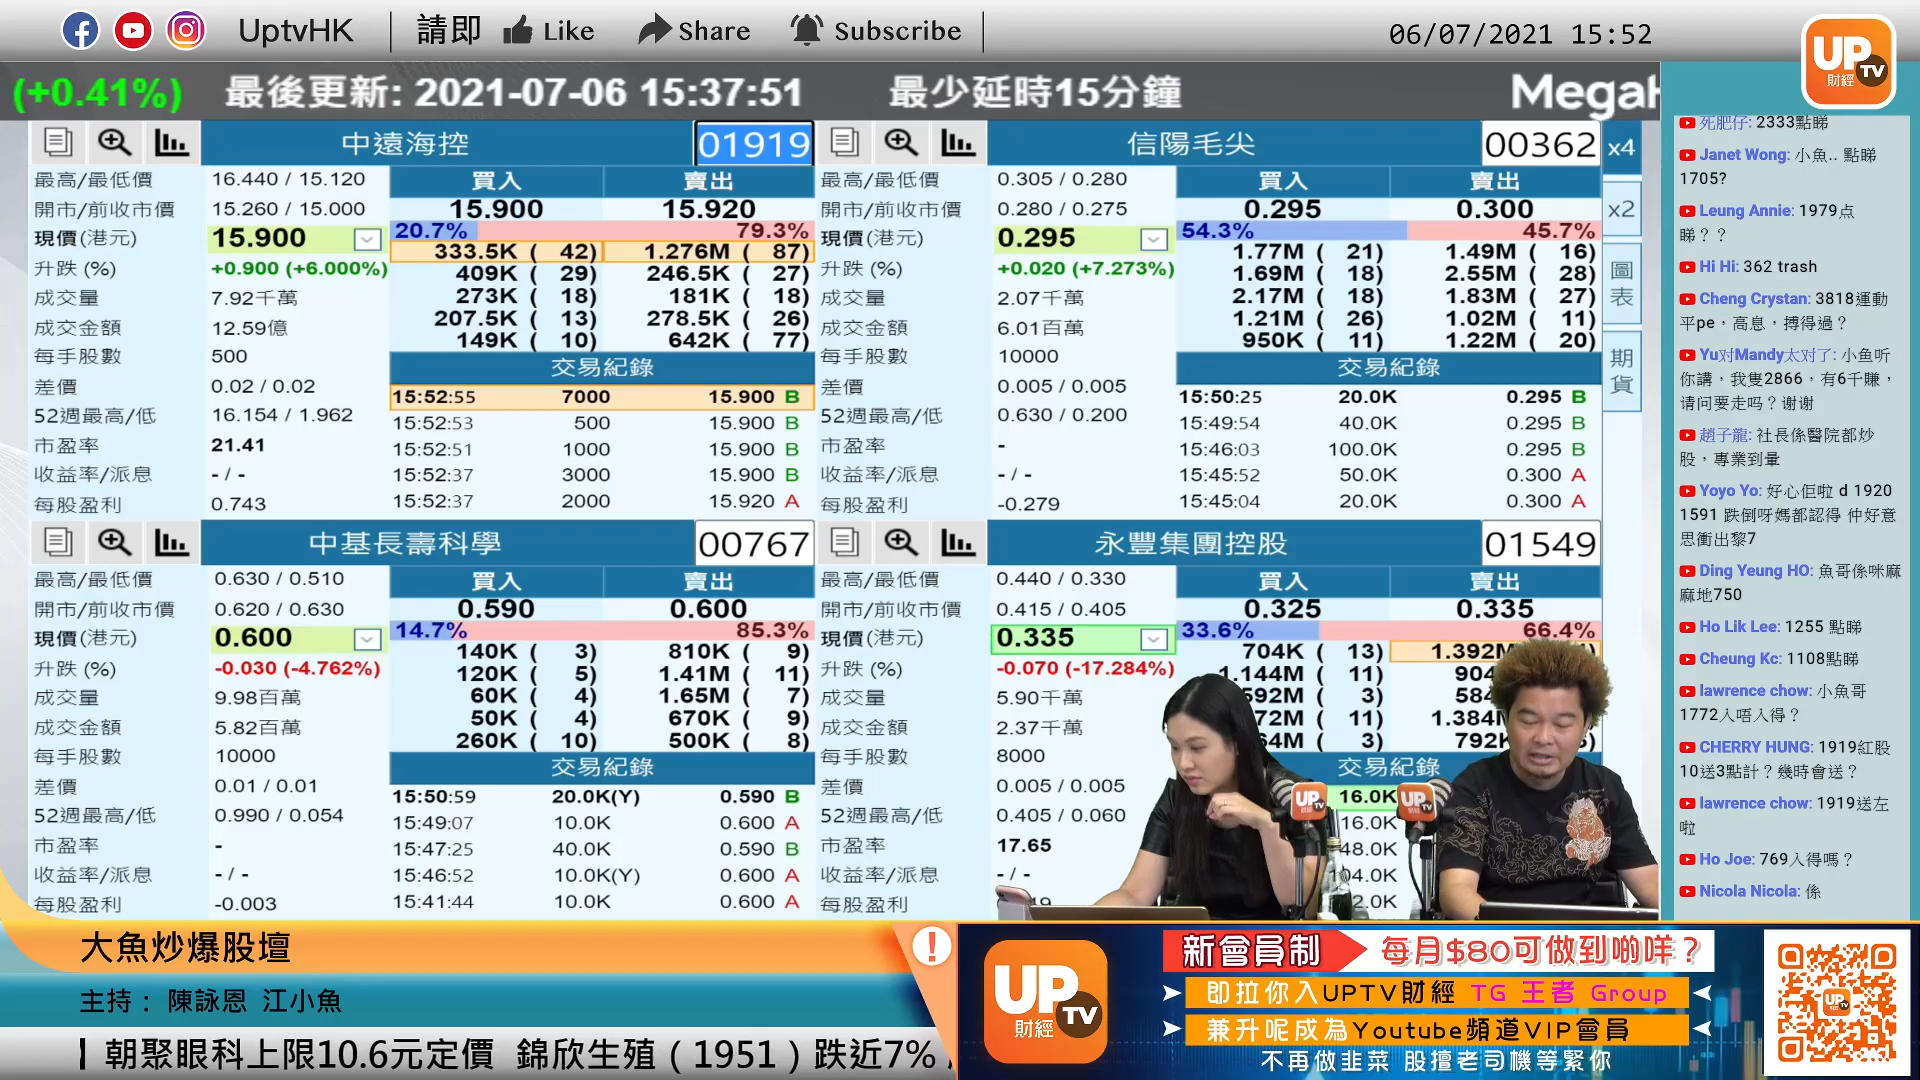 UptvHK 請即 Like Share Subscribe
06/07/2021 15:52
UP TV 財經
(+0.41%) 最後更新: 2021-07-06 15:37:51 最少延時15分鐘
中遠海控 01919
最高/最低價 16.440 / 15.120
開市/前收市價 15.260 / 15.000
現價(港元) 15.900
升跌 (%) +0.900 (+6.000%)
成交量 7.92千萬
成交金額 12.59億
每手股數 500
差價 0.02 / 0.02
52週最高/低 16.154 / 1.962
市盈率 21.41
收益率/派息 - / -
每股盈利 0.743
買入 賣出
15.900 15.920
20.7% 79.3%
333.5K ( 42) 1.276M ( 87)
409K ( 29) 246.5K ( 27)
273K ( 18) 181K ( 18)
207.5K ( 13) 278.5K ( 26)
149K ( 10) 642K ( 77)
交易紀錄
15:52:55 7000 15.900 B
15:52:53 500 15.900 B
15:52:51 1000 15.900 B
15:52:37 3000 15.900 B
15:52:37 2000 15.920 A
信陽毛尖 00362
最高/最低價 0.305 / 0.280
開市/前收市價 0.280 / 0.275
現價(港元) 0.295
升跌 (%) +0.020 (+7.273%)
成交量 2.07千萬
成交金額 6.01百萬
每手股數 10000
差價 0.005 / 0.005
52週最高/低 0.630 / 0.200
市盈率 -
收益率/派息 - / -
每股盈利 -0.279
買入 賣出
0.295 0.300
54.3% 45.7%
1.77M ( 21) 1.49M ( 16)
1.69M ( 18) 2.55M ( 28)
2.17M ( 18) 1.83M ( 27)
1.21M ( 26) 1.02M ( 11)
950K ( 11) 1.22M ( 20)
交易紀錄
15:50:25 20.0K 0.295 B
15:49:54 40.0K 0.295 B
15:46:03 100.0K 0.295 B
15:45:52 50.0K 0.300 A
15:45:04 20.0K 0.300 A
x4
x2
圖表
期貨
中基長壽科學 00767
最高/最低價 0.630 / 0.510
開市/前收市價 0.620 / 0.630
現價(港元) 0.600
升跌 (%) -0.030 (-4.762%)
成交量 9.98百萬
成交金額 5.82百萬
每手股數 10000
差價 0.01 / 0.01
52週最高/低 0.990 / 0.054
市盈率 -
收益率/派息 - / -
每股盈利 -0.003
買入 賣出
0.590 0.600
14.7% 85.3%
140K ( 3) 810K ( 9)
120K ( 5) 1.41M ( 11)
60K ( 4) 1.65M ( 7)
50K ( 4) 670K ( 9)
260K ( 10) 500K ( 8)
交易紀錄
15:50:59 20.0K(Y) 0.590 B
15:49:07 10.0K 0.600 A
15:47:25 40.0K 0.590 B
15:46:52 10.0K(Y) 0.600 A
15:41:44 10.0K 0.600 A
永豐集團控股 01549
最高/最低價 0.440 / 0.330
開市/前收市價 0.415 / 0.405
現價(港元) 0.335
升跌 (%) -0.070 (-17.284%)
成交量 5.90千萬
成交金額 2.37千萬
每手股數 8000
差價 0.005 / 0.005
52週最高/低 0.405 / 0.060
市盈率 17.65
收益率/派息 - / -
每股盈利
買入 賣出
0.325 0.335
33.6% 66.4%
704K ( 13) 1.392M
1.144M ( 11)
( 3)
( 11) 1.384M
( 3)
交易紀錄
16.0K
16.0K
48.0K
死肥仔: 2333點睇
Janet Wong: 小魚.. 點睇
1705?
Leung Annie: 1979点
睇？？
Hi Hi: 362 trash
Cheng Crystan: 3818運動
平pe，高息，搏得過？
Yu对Mandy太对了: 小鱼听
你講，我隻2866，有6千賺，
请问要走吗？谢谢
趙子龍: 社長係醫院都炒
股，專業到暈
Yoyo Yo: 好心佢啦 d 1920
1591 跌倒呀媽都認得 仲好意
思衝出黎7
Ding Yeung HO: 魚哥係咪麻
麻地750
Ho Lik Lee: 1255 點睇
Cheung Kc: 1108點睇
lawrence chow: 小魚哥
1772入唔入得？
CHERRY HUNG: 1919紅股
10送3點計？幾時會送？
lawrence chow: 1919送左
啦
Ho Joe: 769入得嗎？
Nicola Nicola: 係
大魚炒爆股壇
主持： 陳詠恩 江小魚
朝聚眼科上限10.6元定價 錦欣生殖（1951）跌近7%
UP TV 財經
新會員制 每月$80可做到啲咩？
即拉你入UPTV財經 TG 王者 Group
兼升呢成為Youtube頻道VIP會員
不再做韭菜 股擅老司機等緊你